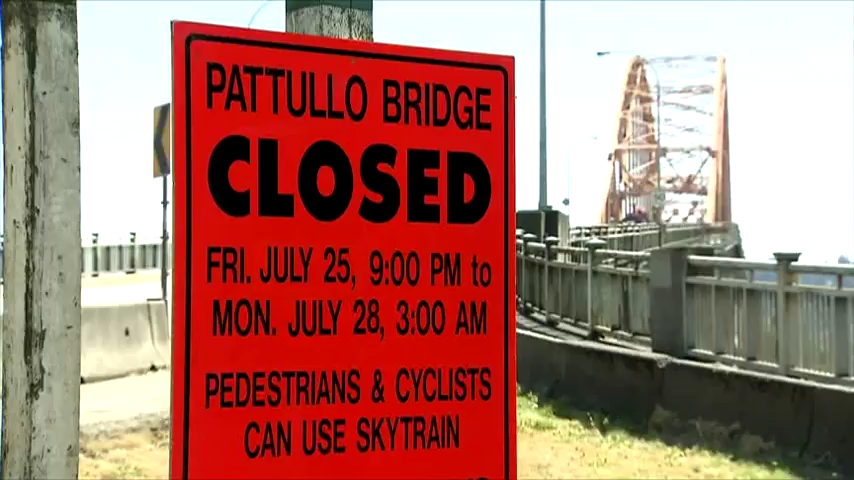 PATTULLO BRIDGE
CLOSED
FRI. JULY 25, 9:00 PM to
MON. JULY 28, 3:00 AM
PEDESTRIANS & CYCLISTS
CAN USE SKYTRAIN